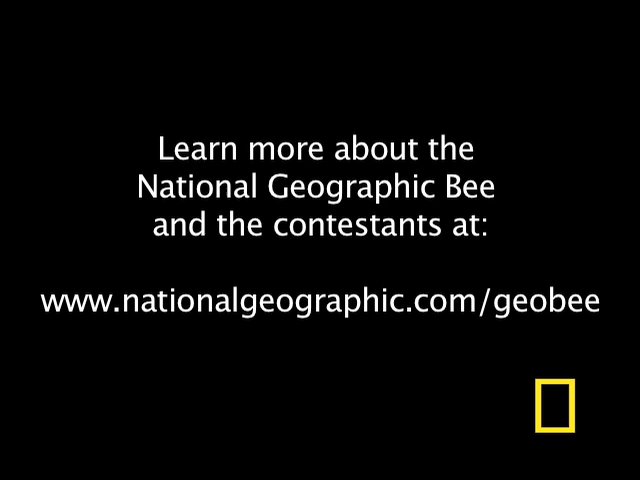 Learn more about the
National Geographic Bee
and the contestants at:
www.nationalgeographic.com/geobee